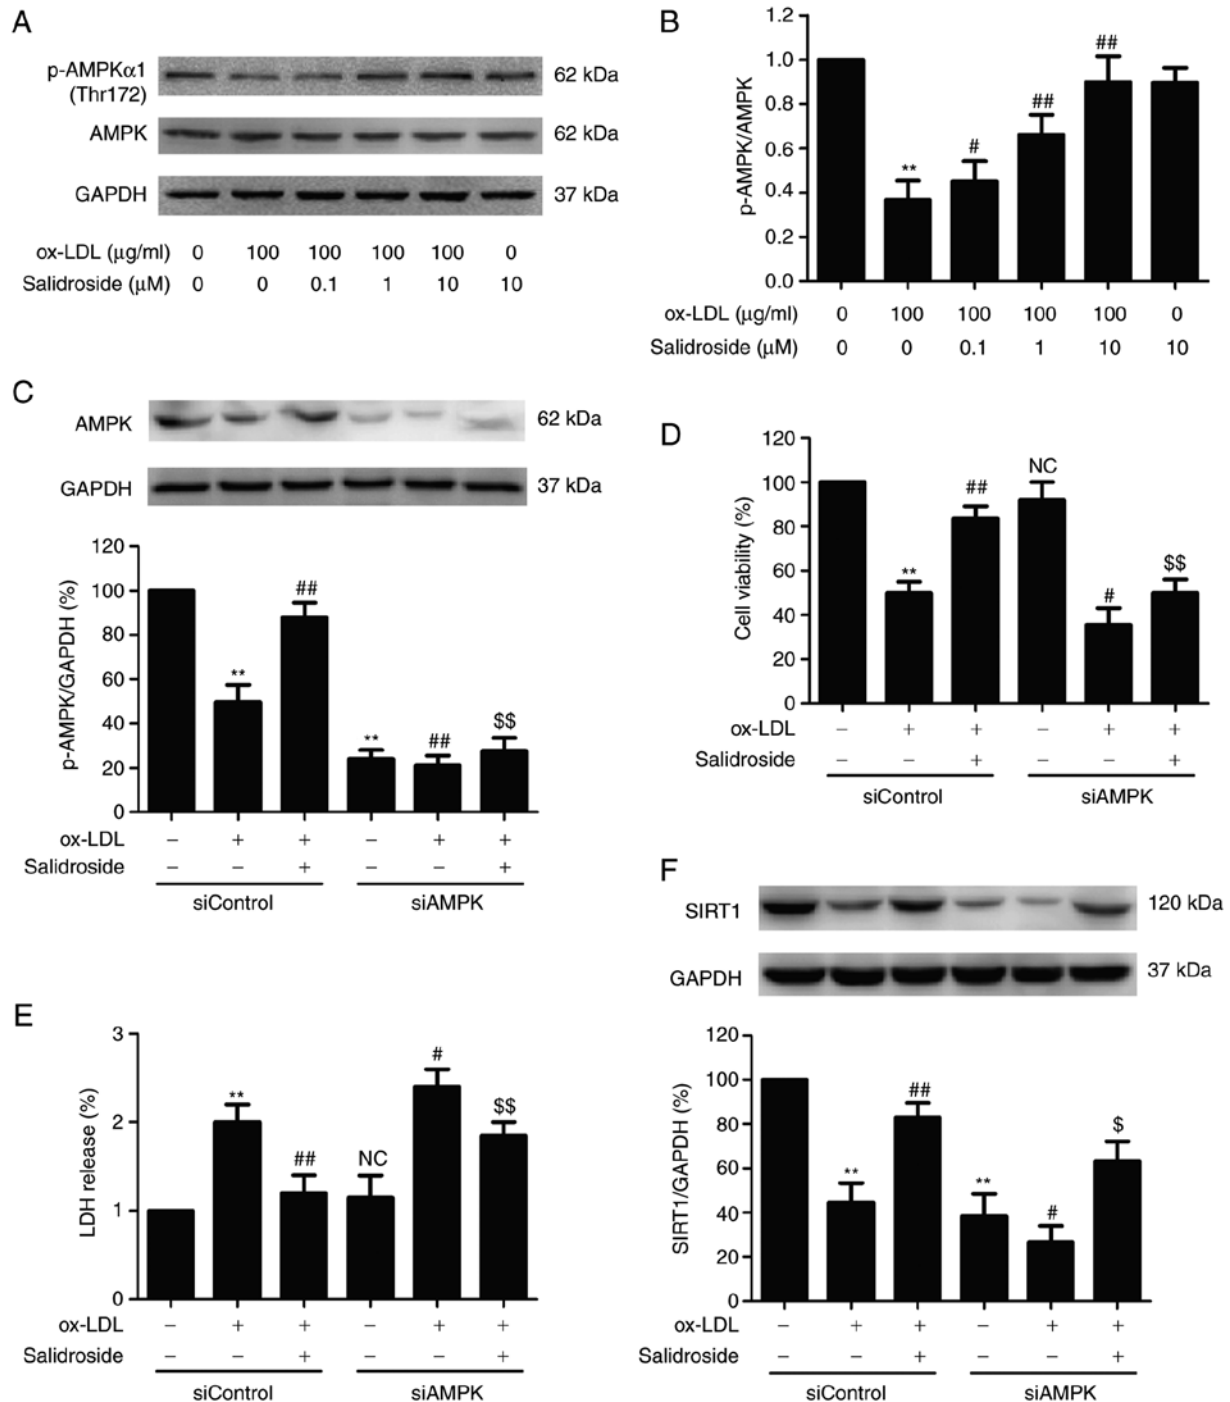 A
p-AMPKα1
(Thr172)
62 kDa
AMPK
62 kDa
GAPDH
37 kDa
ox-LDL (μg/ml) 0 100 100 100 100 0
Salidroside (μM) 0 0 0.1 1 10 10
B
1.2
1.0
0.8
0.6
0.4
0.2
0.0
p-AMPK/AMPK
** # ## ##
ox-LDL (μg/ml) 0 100 100 100 100 0
Salidroside (μM) 0 0 0.1 1 10 10
C
AMPK
62 kDa
GAPDH
37 kDa
120
100
80
60
40
20
0
p-AMPK/GAPDH (%)
** ## ** ## $$
ox-LDL − + + − + +
Salidroside − − + − − +
siControl siAMPK
D
120
100
80
60
40
20
0
Cell viability (%)
** ## NC # $$
ox-LDL − + + − + +
Salidroside − − + − − +
siControl siAMPK
E
3
2
1
0
LDH release (%)
** ## NC # $$
ox-LDL − + + − + +
Salidroside − − + − − +
siControl siAMPK
F
SIRT1
120 kDa
GAPDH
37 kDa
120
100
80
60
40
20
0
SIRT1/GAPDH (%)
** ## ** # $
ox-LDL − + + − + +
Salidroside − − + − − +
siControl siAMPK